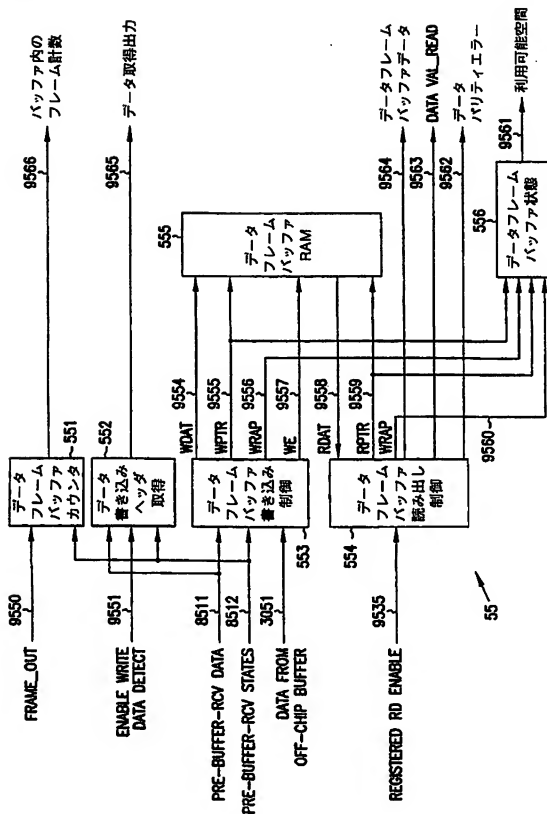 FRAME_OUT
9550
データ
フレーム
バッファ
カウンタ
551
9566
バッファ内の
フレーム計数
ENABLE WRITE
DATA DETECT
9551
データ
書き込み
ヘッダ
取得
552
9565
データ取得出力
PRE-BUFFER-RCV DATA
8511
PRE-BUFFER-RCV STATES
8512
DATA FROM
OFF-CHIP BUFFER
3051
データ
フレーム
バッファ
書き込み
制御
553
WDAT
9554
WPTR
9555
WRAP
9556
WE
9557
データ
フレーム
バッファ
RAM
555
REGISTERED RD ENABLE
9535
データ
フレーム
バッファ
読み出し
制御
554
RDAT
9558
RPTR
9559
WRAP
9560
9564
データフレーム
バッファデータ
9563
DATA VAL_READ
9562
データ
パリティエラー
データフレーム
バッファ状態
556
9561
利用可能空間
55